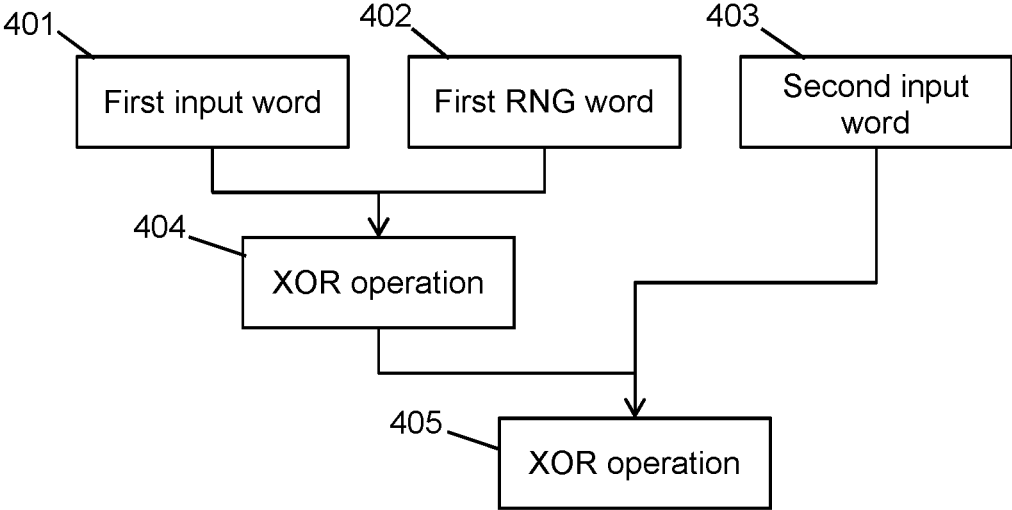 401
402
403
First input word
First RNG word
Second input
word
404
XOR operation
405
XOR operation